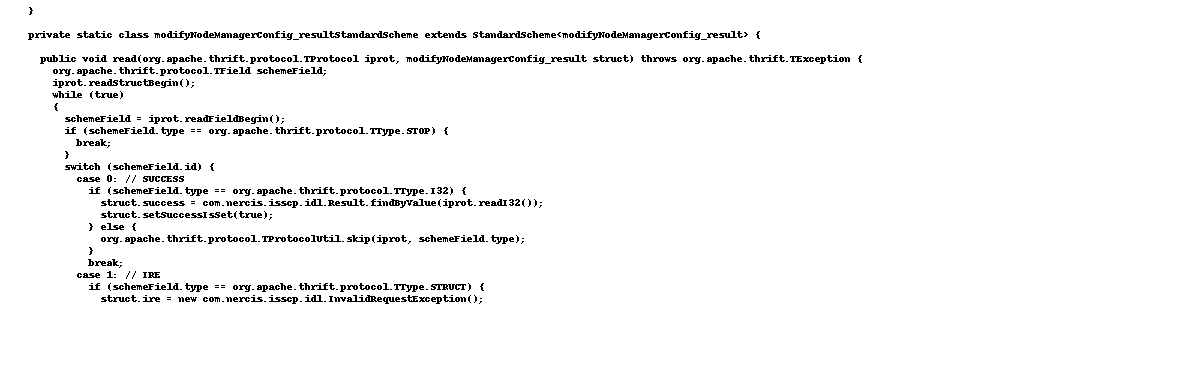 }
private static class modifyNodeManagerConfig_resultStandardScheme extends StandardScheme<modifyNodeManagerConfig_result> {
public void read(org.apache.thrift.protocol.TProtocol iprot, modifyNodeManagerConfig_result struct) throws org.apache.thrift.TException {
org.apache.thrift.protocol.TField schemeField;
iprot.readStructBegin();
while (true)
{
schemeField = iprot.readFieldBegin();
if (schemeField.type == org.apache.thrift.protocol.TType.STOP) {
break;
}
switch (schemeField.id) {
case 0: // SUCCESS
if (schemeField.type == org.apache.thrift.protocol.TType.I32) {
struct.success = com.nercis.isscp.idl.Result.findByValue(iprot.readI32());
struct.setSuccessIsSet(true);
} else {
org.apache.thrift.protocol.TProtocolUtil.skip(iprot, schemeField.type);
}
break;
case 1: // IRE
if (schemeField.type == org.apache.thrift.protocol.TType.STRUCT) {
struct.ire = new com.nercis.isscp.idl.InvalidRequestException();